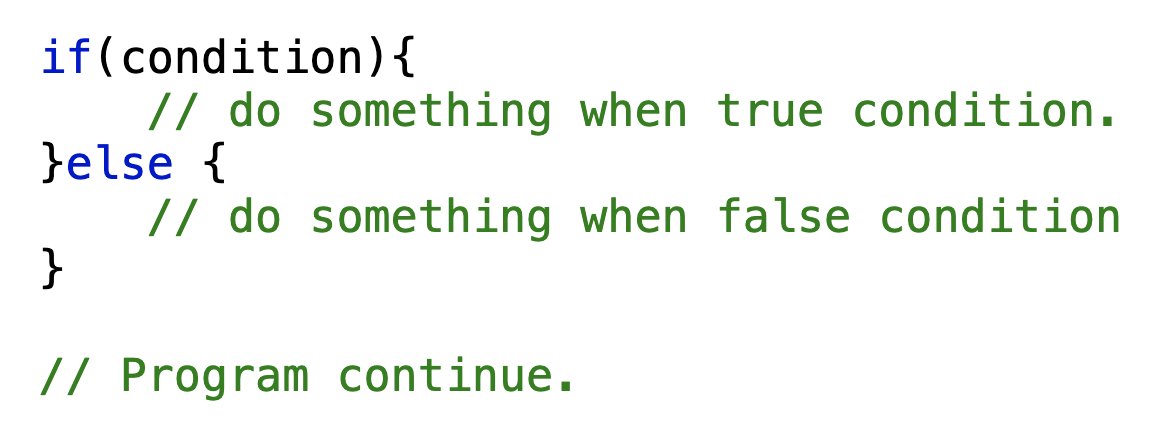 if(condition){
    // do something when true condition.
}else {
    // do something when false condition
}

// Program continue.